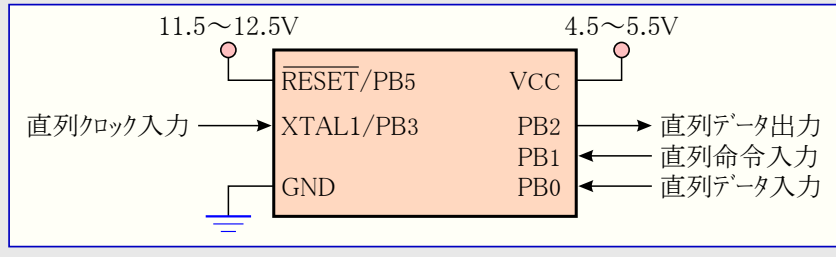 11.5～12.5V
4.5～5.5V
RESET/PB5
VCC
直列ｸﾛｯｸ入力
XTAL1/PB3
PB2
直列ﾃﾞｰﾀ出力
PB1
直列命令入力
GND
PB0
直列ﾃﾞｰﾀ入力